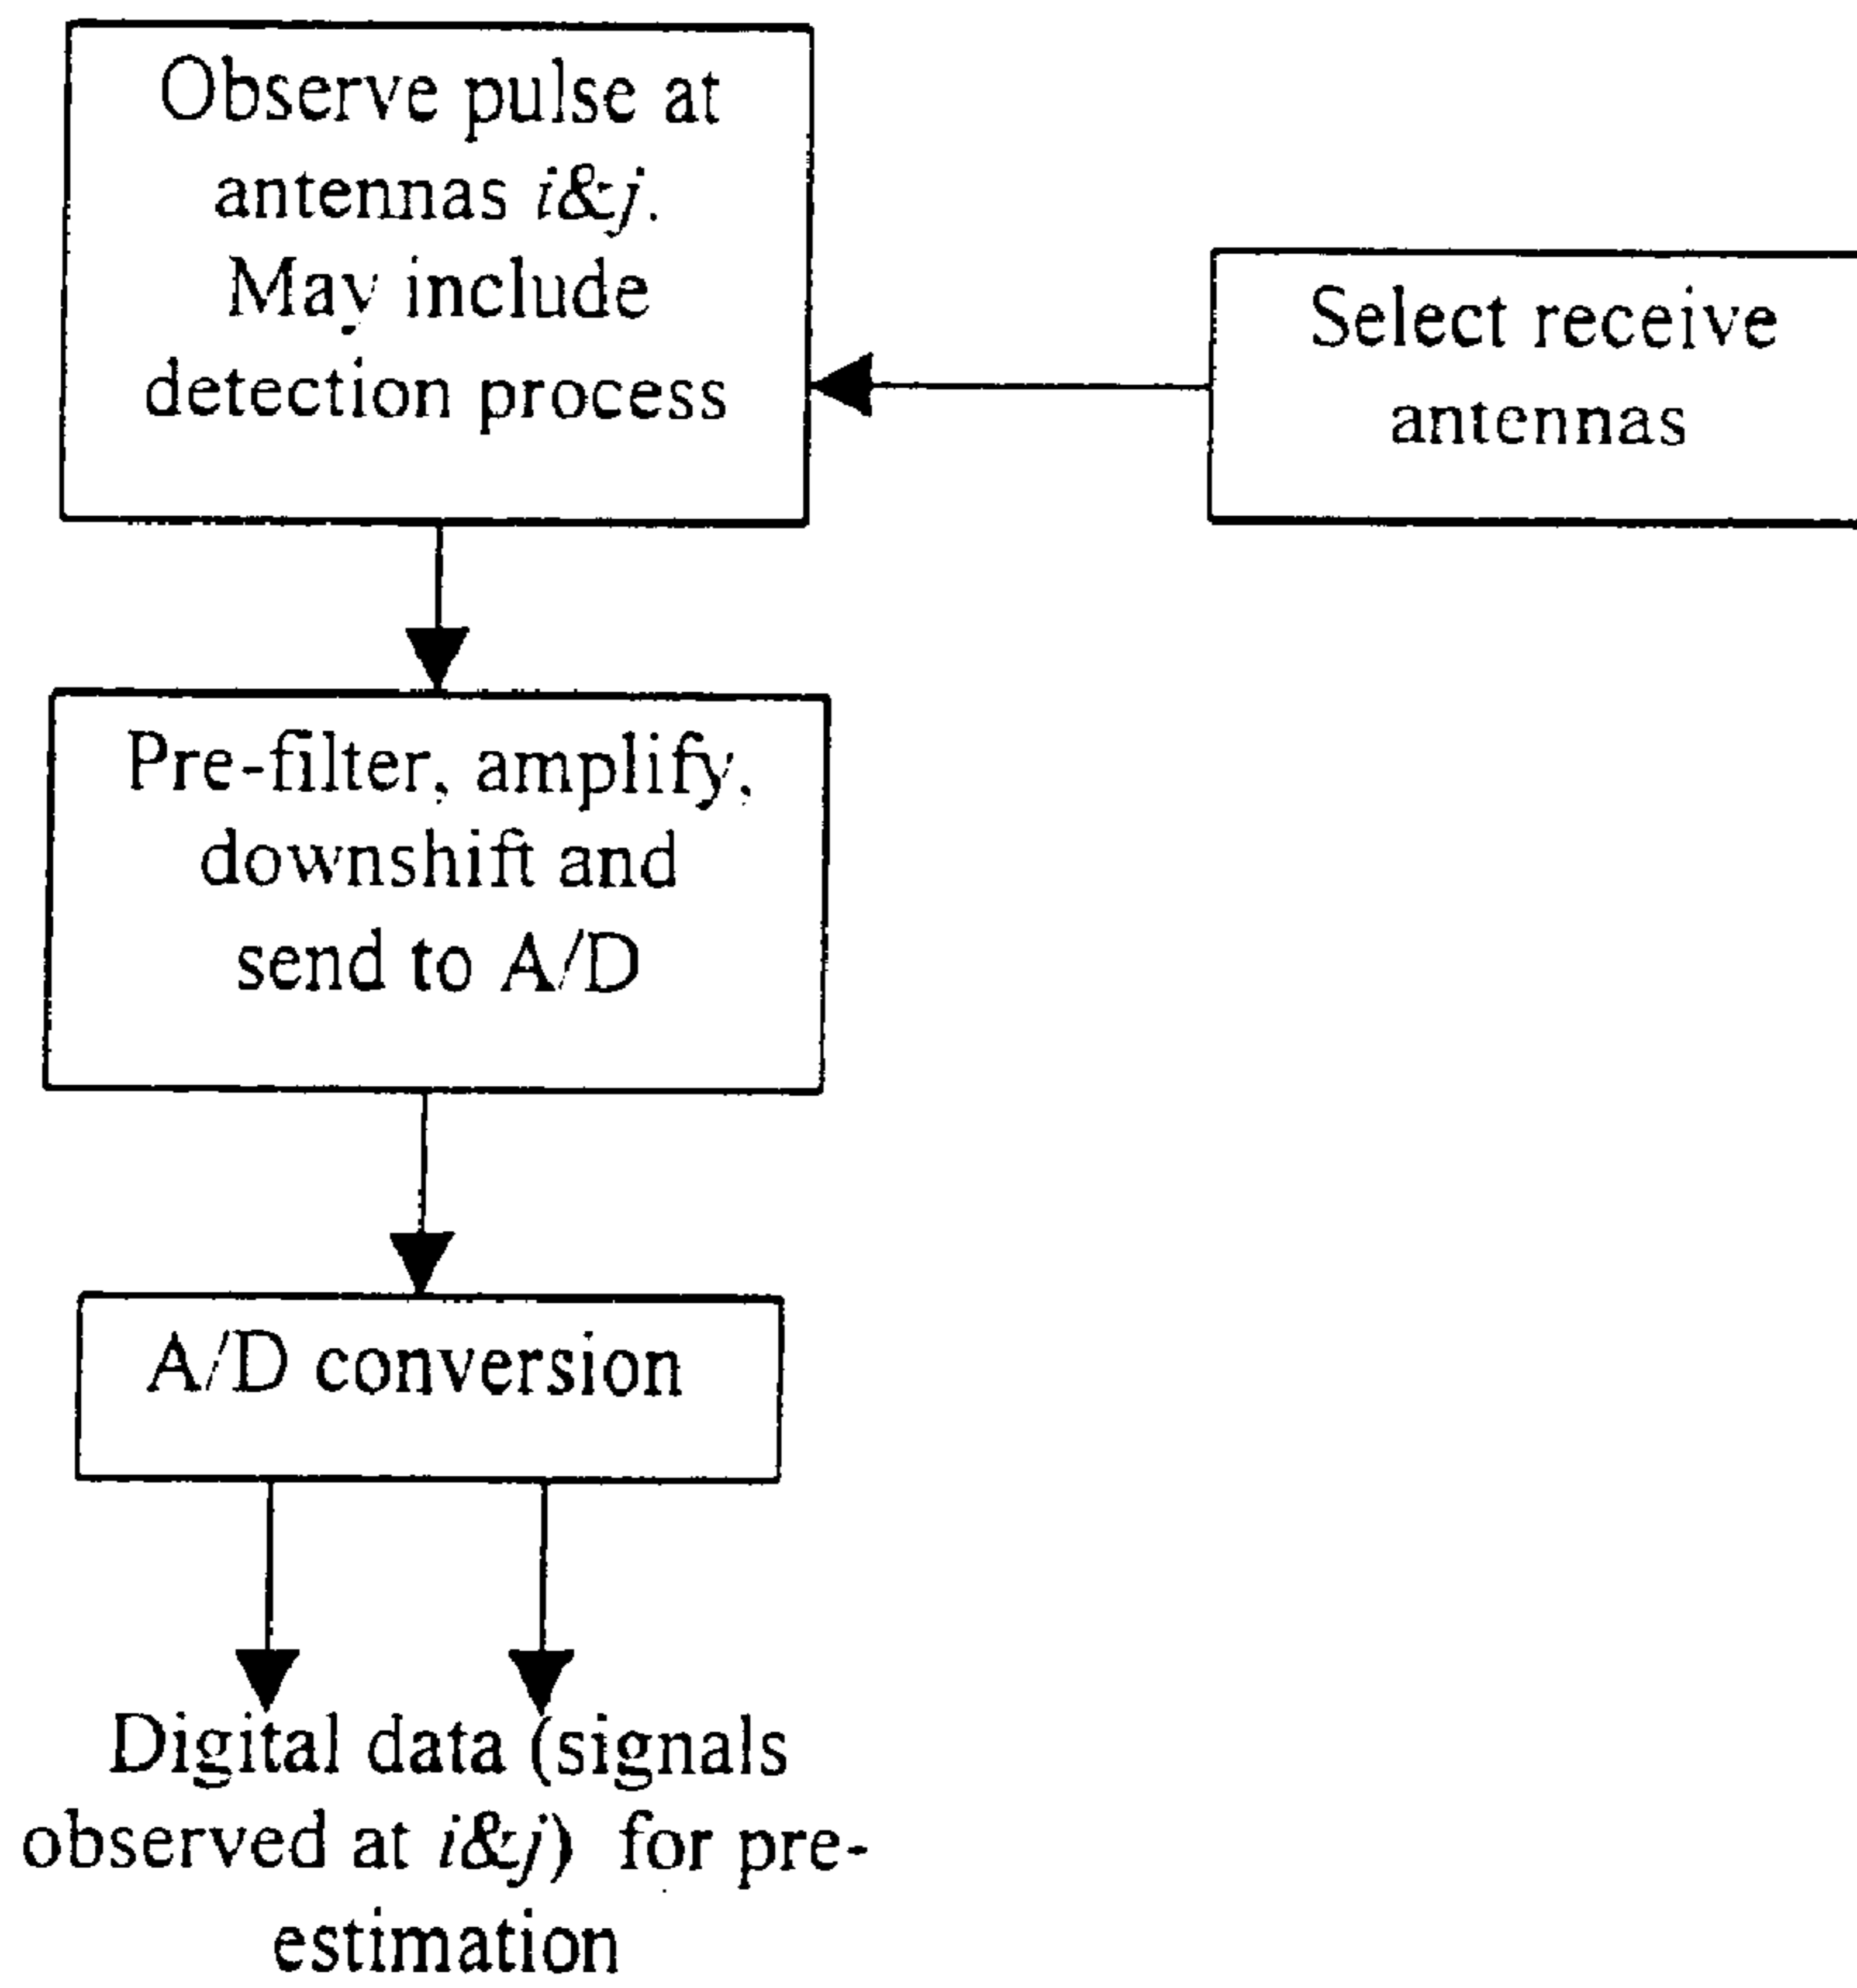 Observe pulse at
antennas i&j.
May include
detection process
Select receive
antennas
Pre-filter, amplify,
downshift and
send to A/D
A/D conversion
Digital data (signals
observed at i&j) for pre-
estimation